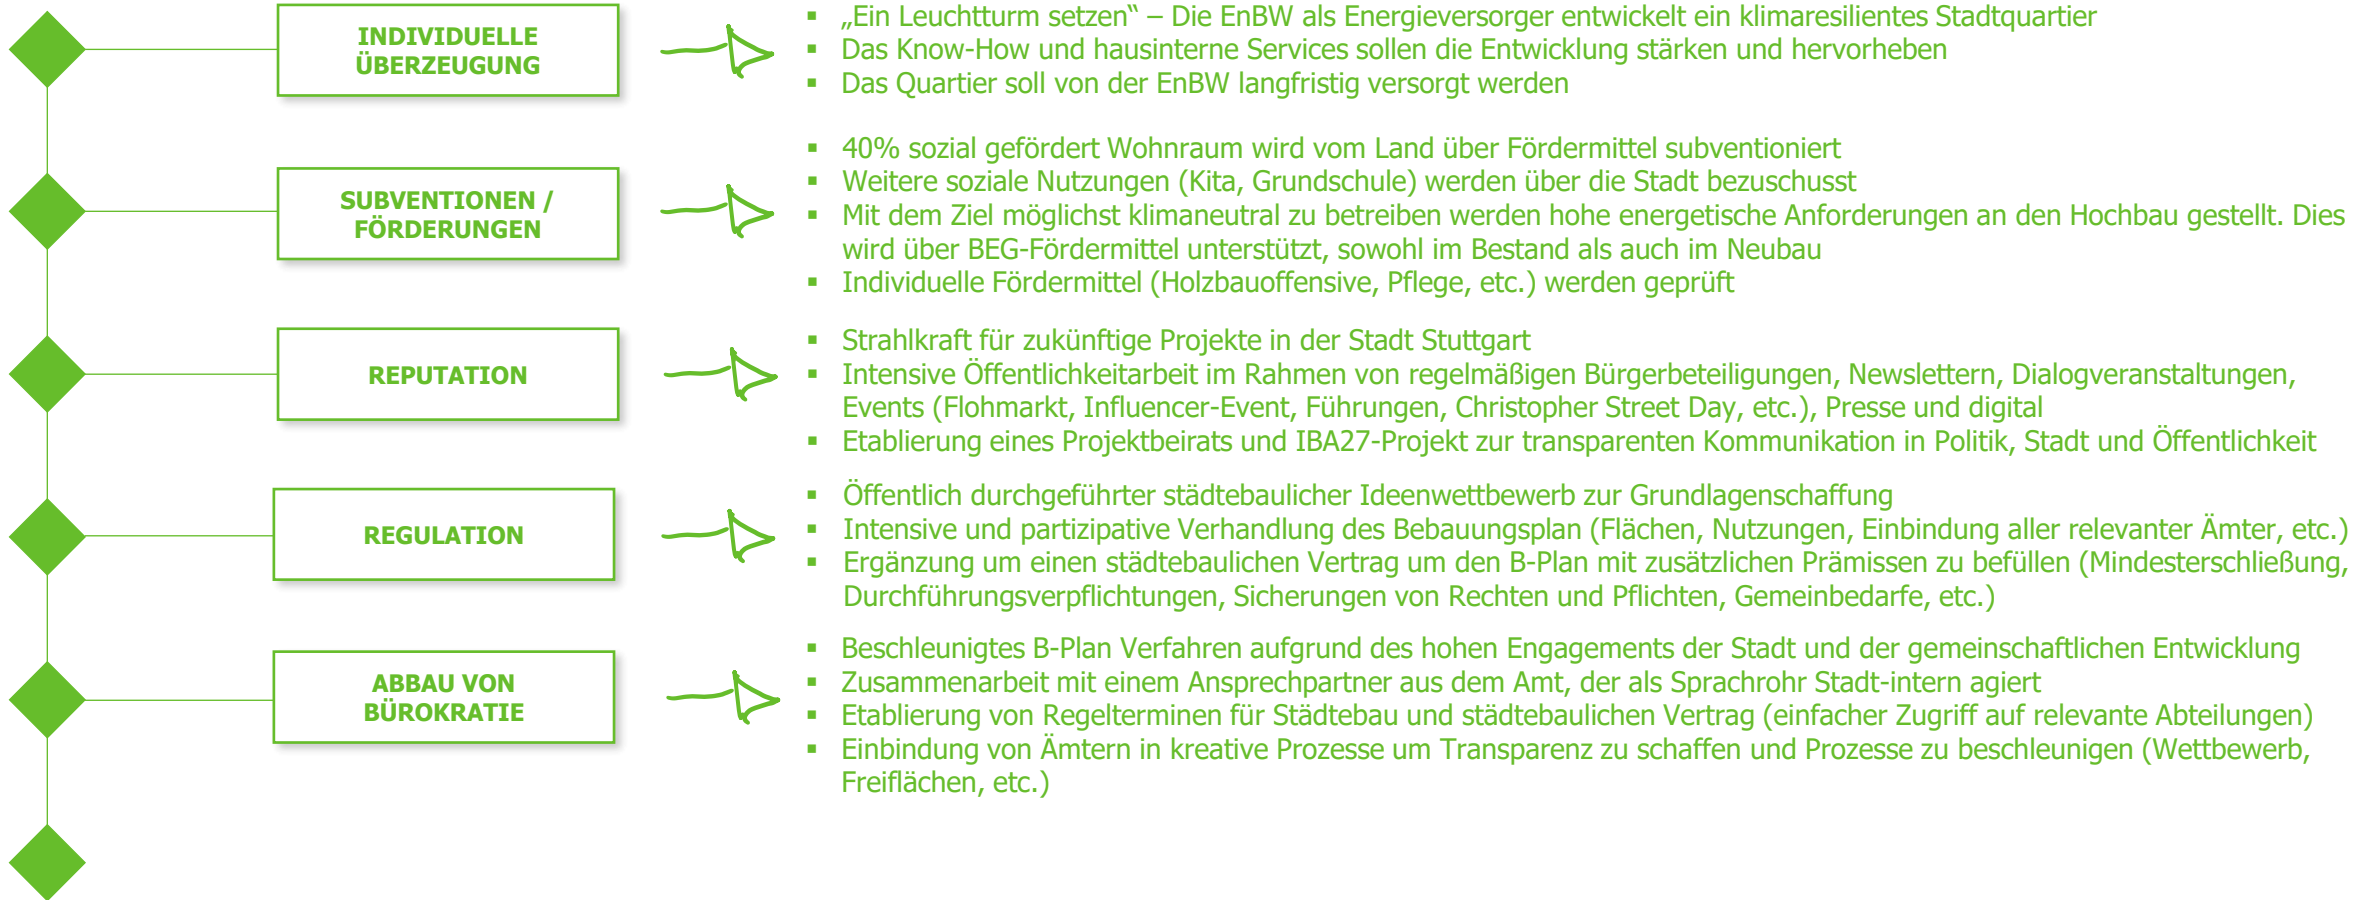 INDIVIDUELLE
ÜBERZEUGUNG
▪ „Ein Leuchtturm setzen“ – Die EnBW als Energieversorger entwickelt ein klimaresilientes Stadtquartier
▪ Das Know-How und hausinterne Services sollen die Entwicklung stärken und hervorheben
▪ Das Quartier soll von der EnBW langfristig versorgt werden
SUBVENTIONEN /
FÖRDERUNGEN
▪ 40% sozial gefördert Wohnraum wird vom Land über Fördermittel subventioniert
▪ Weitere soziale Nutzungen (Kita, Grundschule) werden über die Stadt bezuschusst
▪ Mit dem Ziel möglichst klimaneutral zu betreiben werden hohe energetische Anforderungen an den Hochbau gestellt. Dies
wird über BEG-Fördermittel unterstützt, sowohl im Bestand als auch im Neubau
▪ Individuelle Fördermittel (Holzbauoffensive, Pflege, etc.) werden geprüft
REPUTATION
▪ Strahlkraft für zukünftige Projekte in der Stadt Stuttgart
▪ Intensive Öffentlichkeitarbeit im Rahmen von regelmäßigen Bürgerbeteiligungen, Newslettern, Dialogveranstaltungen,
Events (Flohmarkt, Influencer-Event, Führungen, Christopher Street Day, etc.), Presse und digital
▪ Etablierung eines Projektbeirats und IBA27-Projekt zur transparenten Kommunikation in Politik, Stadt und Öffentlichkeit
REGULATION
▪ Öffentlich durchgeführter städtebaulicher Ideenwettbewerb zur Grundlagenschaffung
▪ Intensive und partizipative Verhandlung des Bebauungsplan (Flächen, Nutzungen, Einbindung aller relevanter Ämter, etc.)
▪ Ergänzung um einen städtebaulichen Vertrag um den B-Plan mit zusätzlichen Prämissen zu befüllen (Mindesterschließung,
Durchführungsverpflichtungen, Sicherungen von Rechten und Pflichten, Gemeinbedarfe, etc.)
ABBAU VON
BÜROKRATIE
▪ Beschleunigtes B-Plan Verfahren aufgrund des hohen Engagements der Stadt und der gemeinschaftlichen Entwicklung
▪ Zusammenarbeit mit einem Ansprechpartner aus dem Amt, der als Sprachrohr Stadt-intern agiert
▪ Etablierung von Regelterminen für Städtebau und städtebaulichen Vertrag (einfacher Zugriff auf relevante Abteilungen)
▪ Einbindung von Ämtern in kreative Prozesse um Transparenz zu schaffen und Prozesse zu beschleunigen (Wettbewerb,
Freiflächen, etc.)